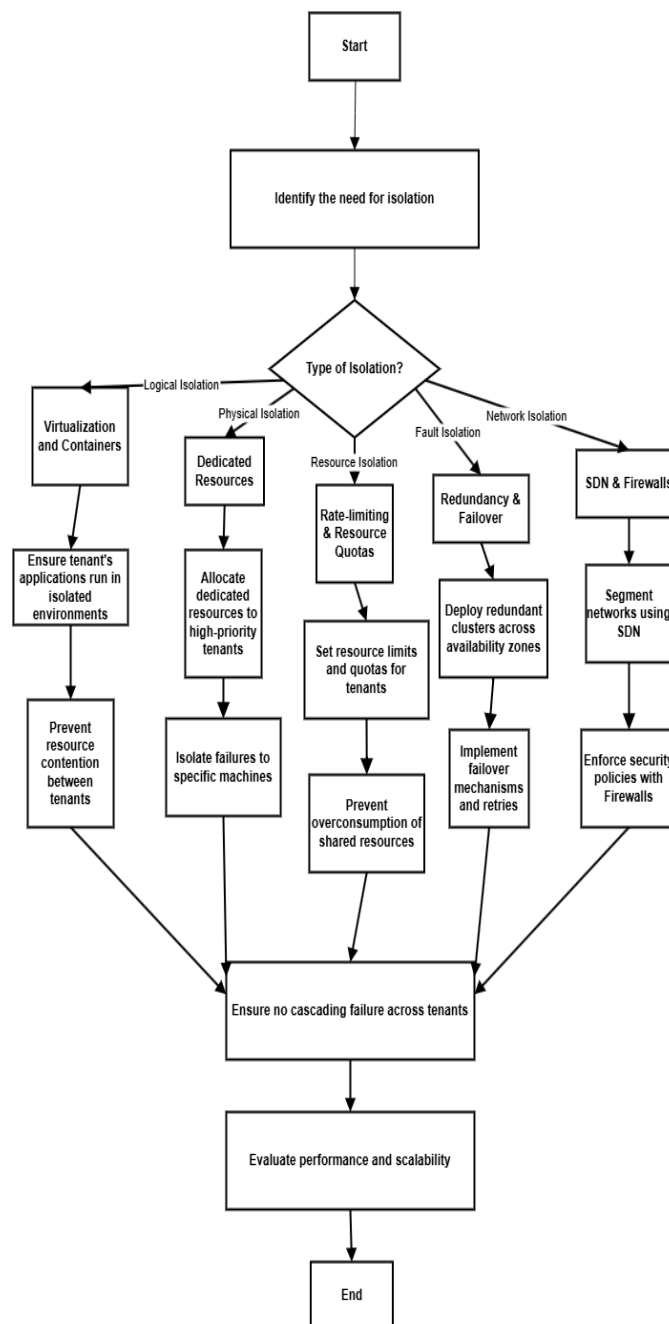 Start
Identify the need for isolation
Type of Isolation?
Logical Isolation
Physical Isolation
Resource Isolation
Fault Isolation
Network Isolation
Virtualization
and Containers
Ensure tenant's
applications run in
isolated
environments
Prevent
resource
contention
between
tenants
Dedicated
Resources
Allocate
dedicated
resources to
high-priority
tenants
Isolate failures to
specific machines
Rate-limiting
& Resource
Quotas
Set resource limits
and quotas for
tenants
Prevent
overconsumption of
shared resources
Redundancy &
Failover
Deploy redundant
clusters across
availability zones
Implement
failover
mechanisms
and retries
SDN & Firewalls
Segment
networks using
SDN
Enforce security
policies with
Firewalls
Ensure no cascading failure across tenants
Evaluate performance and scalability
End